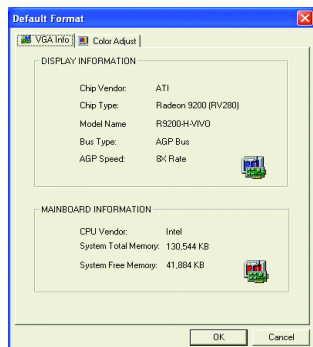 Default Format
VGA Info
Color Adjust
DISPLAY INFORMATION
Chip Vendor: ATI
Chip Type: Radeon 9200 (RV280)
Model Name R9200-H-VIVO
Bus Type: AGP Bus
AGP Speed: 8X Rate
MAINBOARD INFORMATION
CPU Vendor: Intel
System Total Memory: 130,544 KB
System Free Memory: 41,884 KB
OK
Cancel